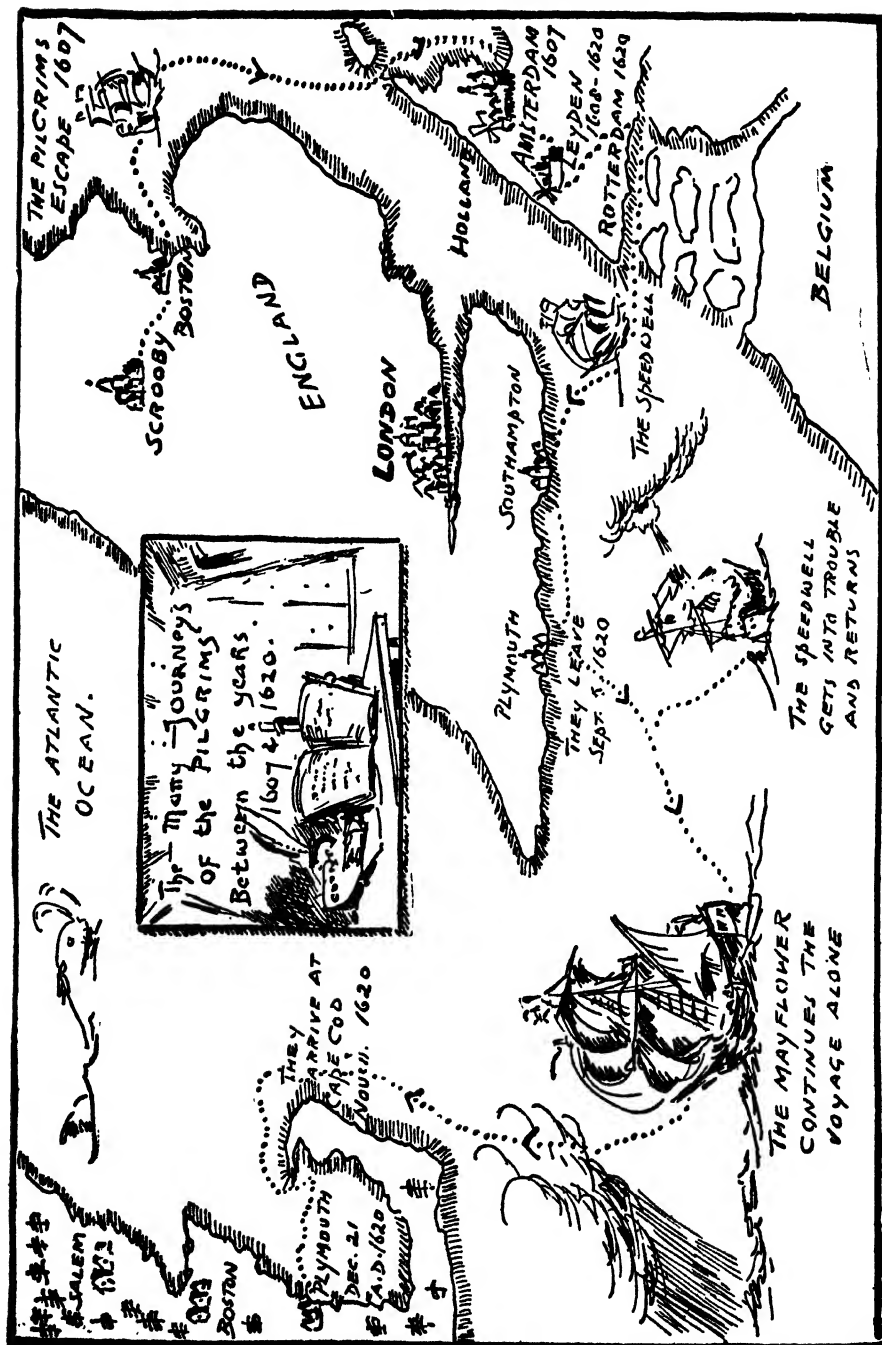 SALEM
BOSTON
PLYMOUTH
DEC. 21
A.D. 1620
THEY
ARRIVE AT
CAPE COD
1620
THE ATLANTIC
OCEAN.
The Many JOURNEYS
OF the PILGRIMS
Between the years
1607 & 1620.
THE PILGRIMS
ESCAPE 1607
SCROOBY
BOSTON
ENGLAND
LONDON
HOLLAND
AMSTERDAM
1607
LEYDEN
1608-1620
ROTTERDAM 1620
BELGIUM
SOUTHAMPTON
PLYMOUTH
THEY LEAVE
SEPT. 6 1620
THE SPEEDWELL
THE SPEEDWELL
GETS INTO TROUBLE
AND RETURNS
THE MAYFLOWER
CONTINUES THE
VOYAGE ALONE